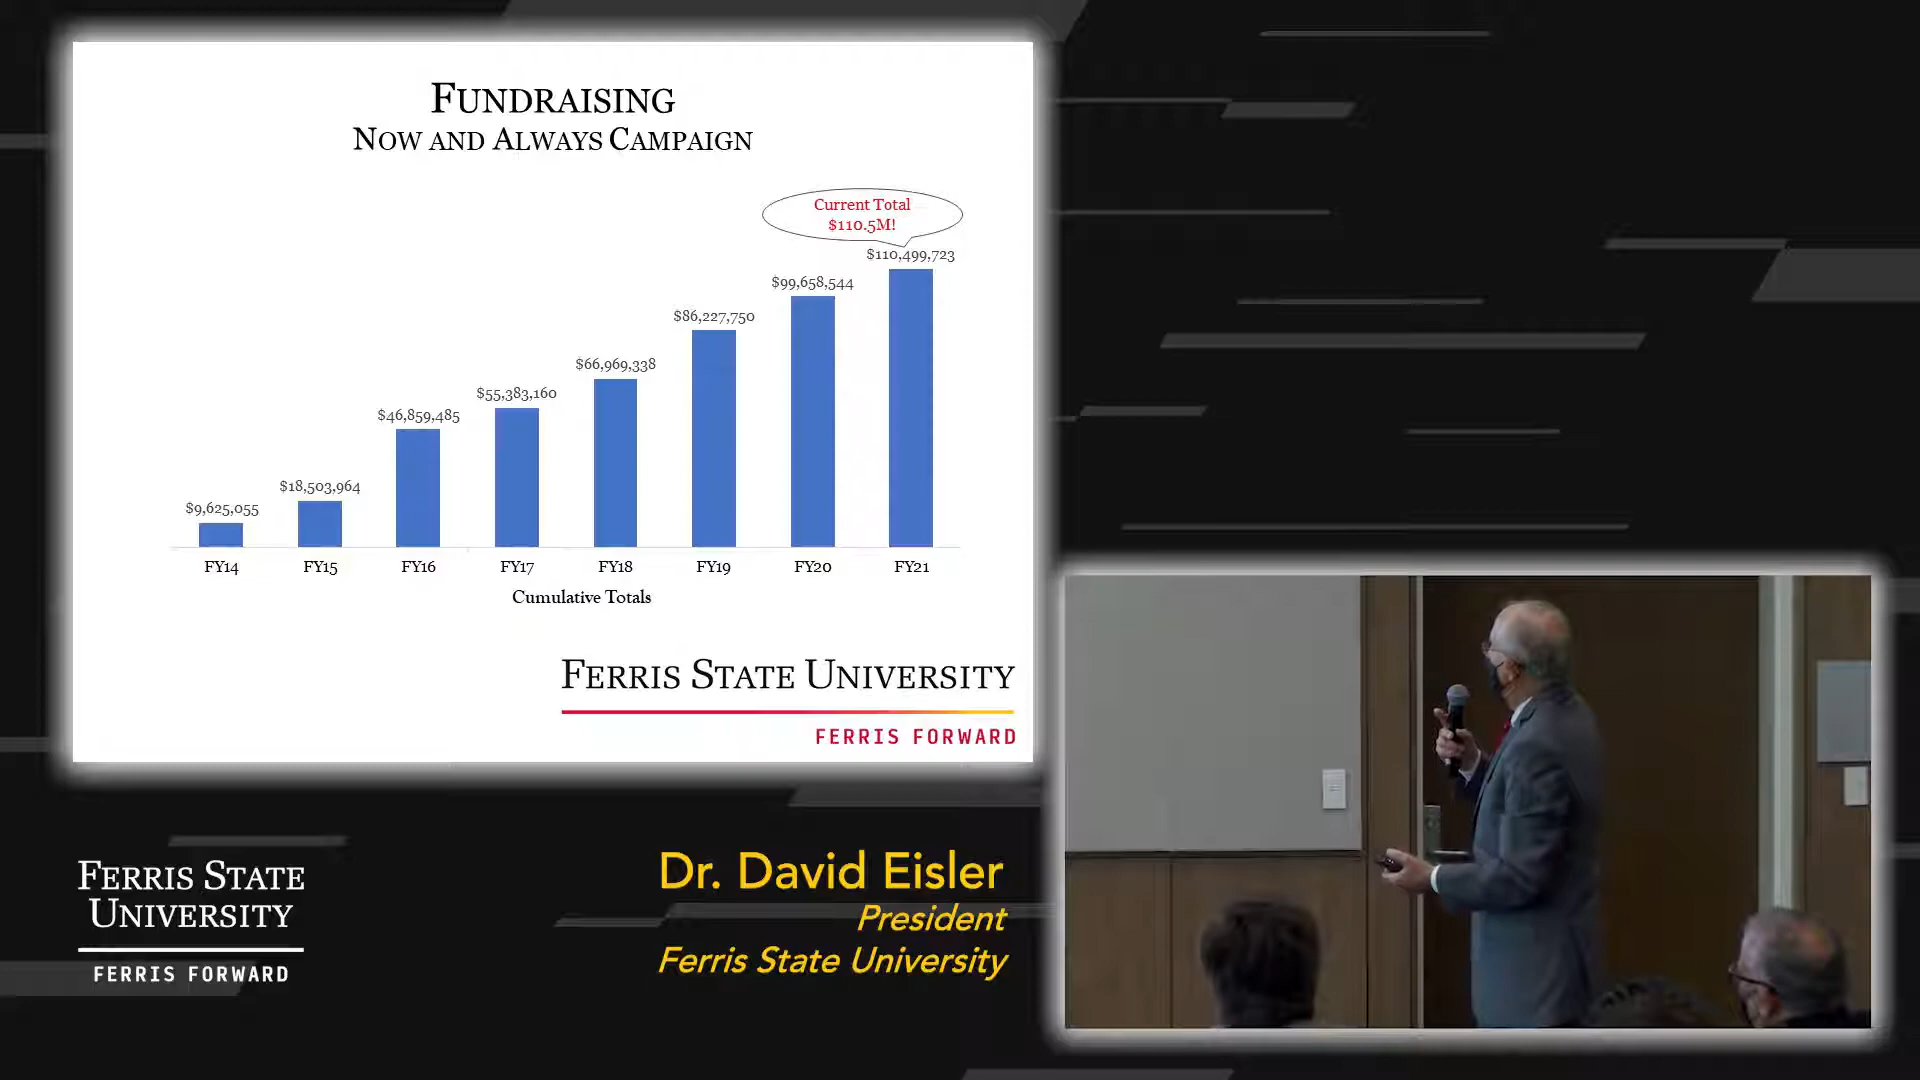 FUNDRAISING
NOW AND ALWAYS CAMPAIGN
Current Total
$110.5M!
$110,499,723
$99,658,544
$86,227,750
$66,969,338
$55,383,160
$46,859,485
$18,503,964
$9,625,055
FY14 FY15 FY16 FY17 FY18 FY19 FY20 FY21
Cumulative Totals
FERRIS STATE UNIVERSITY
FERRIS FORWARD
FERRIS STATE
UNIVERSITY
FERRIS FORWARD
Dr. David Eisler
President
Ferris State University